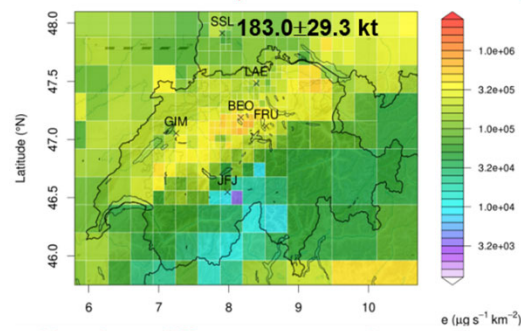 SSL 183.0±29.3 kt
LAE
BEO FRU
GIM
JFJ
Latitude (°N)
48.0
47.5
47.0
46.5
46.0
6 7 8 9 10
1.0e+06
3.2e+05
1.0e+05
3.2e+04
1.0e+04
3.2e+03
e (μg s⁻¹ km⁻²)